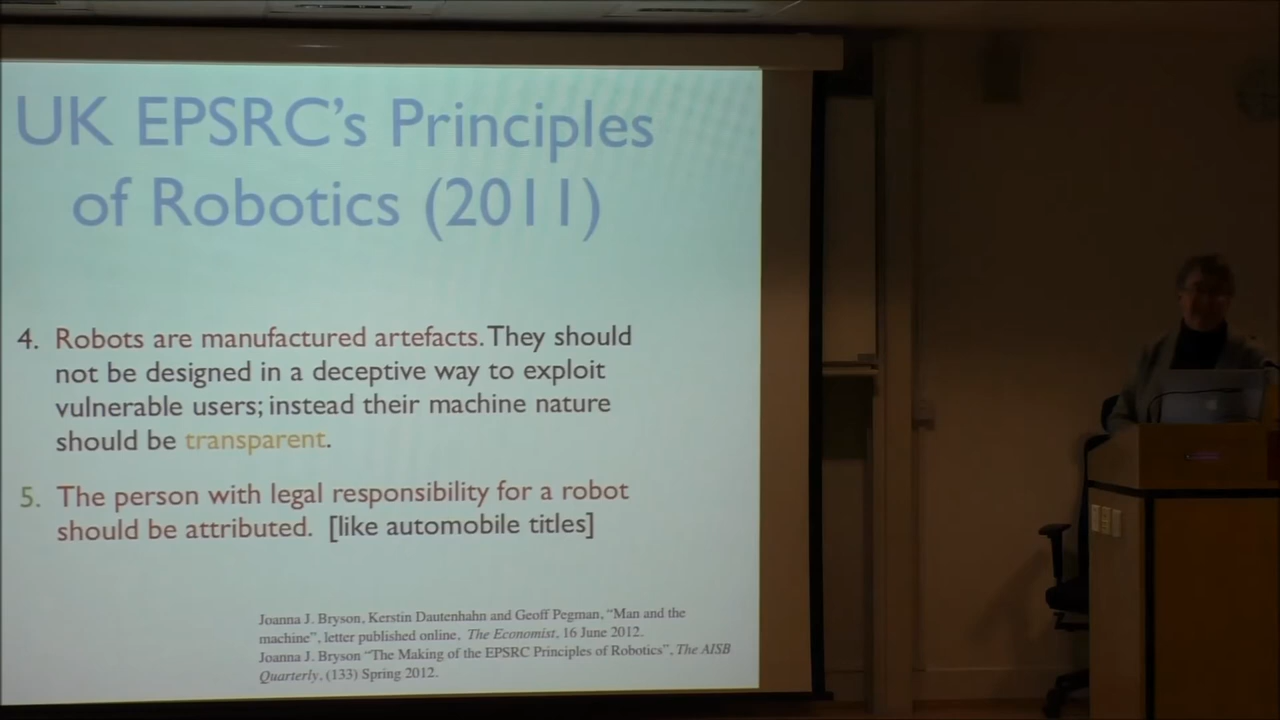 UK EPSRC's Principles
of Robotics (2011)
4. Robots are manufactured artefacts. They should
not be designed in a deceptive way to exploit
vulnerable users; instead their machine nature
should be transparent.
5. The person with legal responsibility for a robot
should be attributed. [like automobile titles]
Joanna J. Bryson, Kerstin Dautenhahn and Geoff Pegman, "Man and the
machine", letter published online, The Economist, 16 June 2012.
Joanna J. Bryson "The Making of the EPSRC Principles of Robotics", The AISB
Quarterly, (133) Spring 2012.